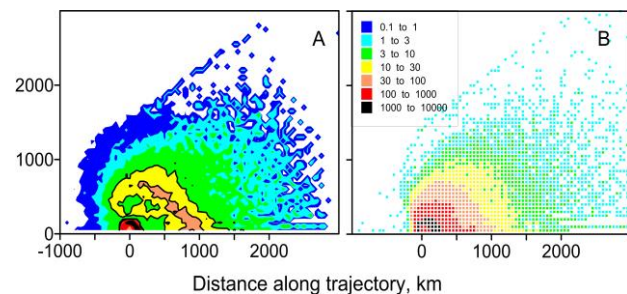 A
B
0.1 to 1
1 to 3
3 to 10
10 to 30
30 to 100
100 to 1000
1000 to 10000
2000
1000
0
-1000 0 1000 2000 0 1000 2000 3000
Distance along trajectory, km